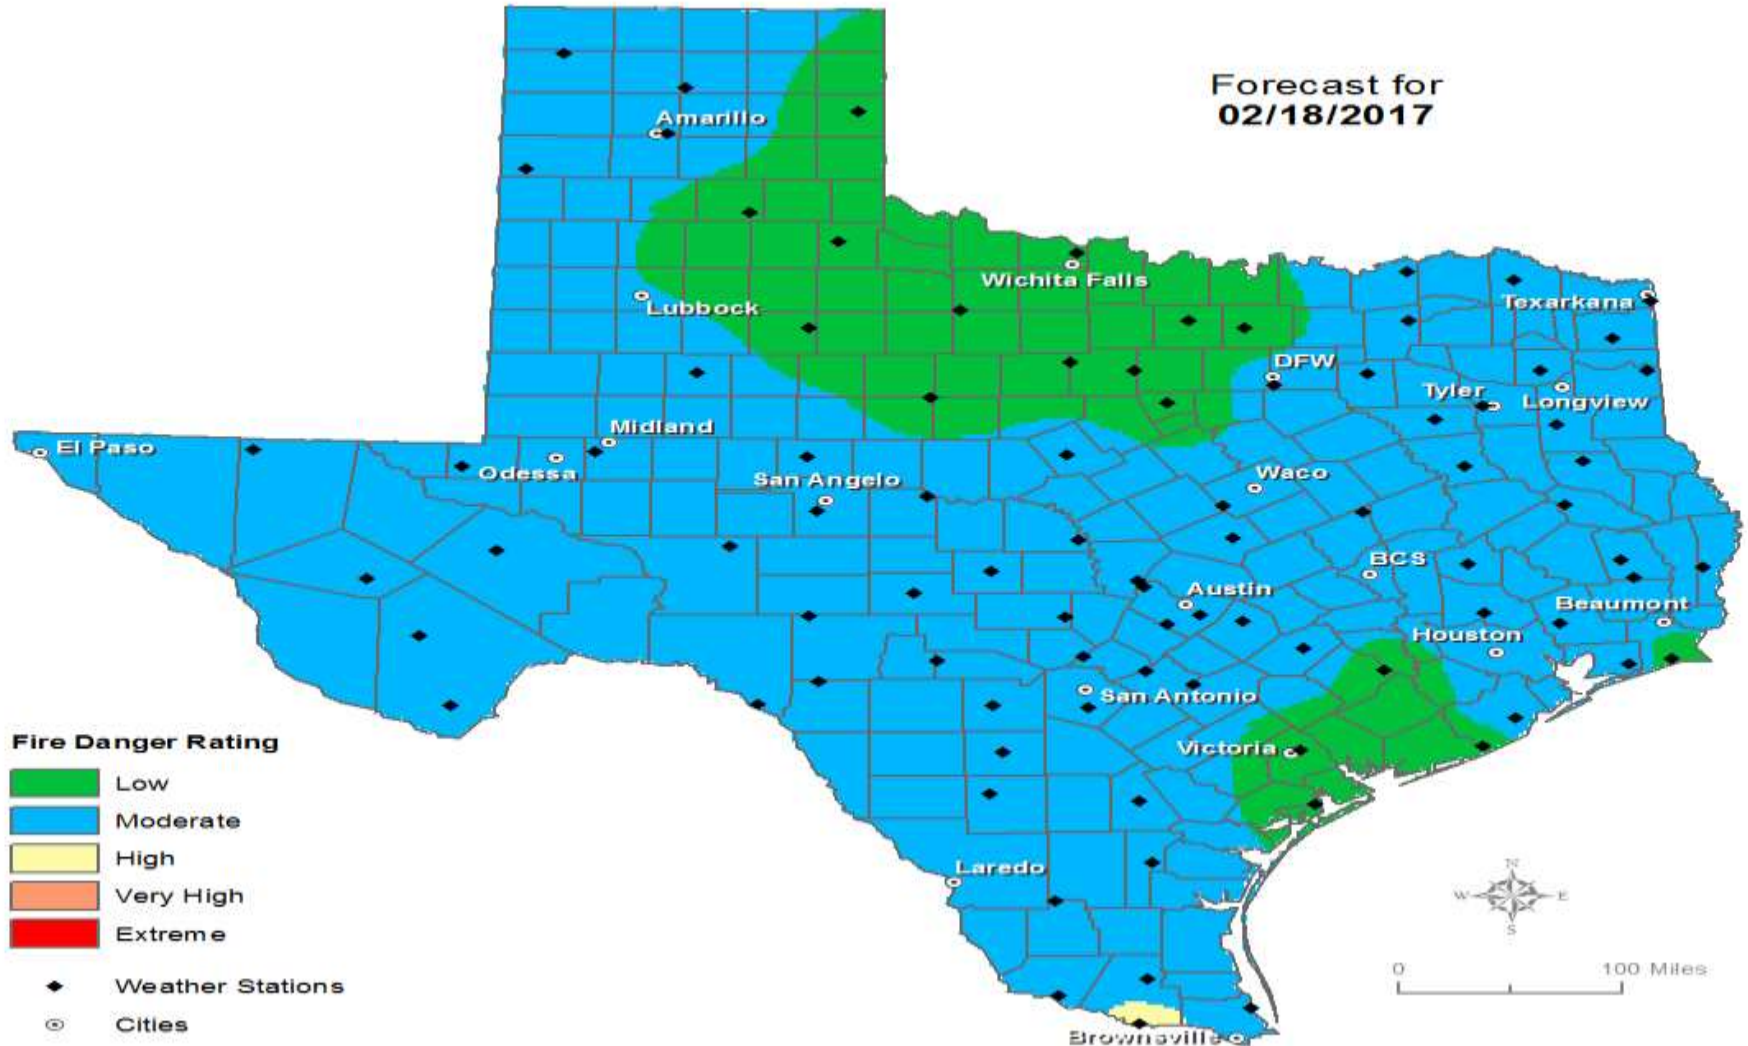 Forecast for
02/18/2017
Amarillo
Wichita Falls
Lubbock
Texarkana
DFW
Tyler
Longview
Midland
El Paso
Odessa
San Angelo
Waco
BCS
Austin
Beaumont
Houston
San Antonio
Victoria
Laredo
Brownsville
Fire Danger Rating
Low
Moderate
High
Very High
Extreme
Weather Stations
Cities
N
W E
S
0 100 Miles